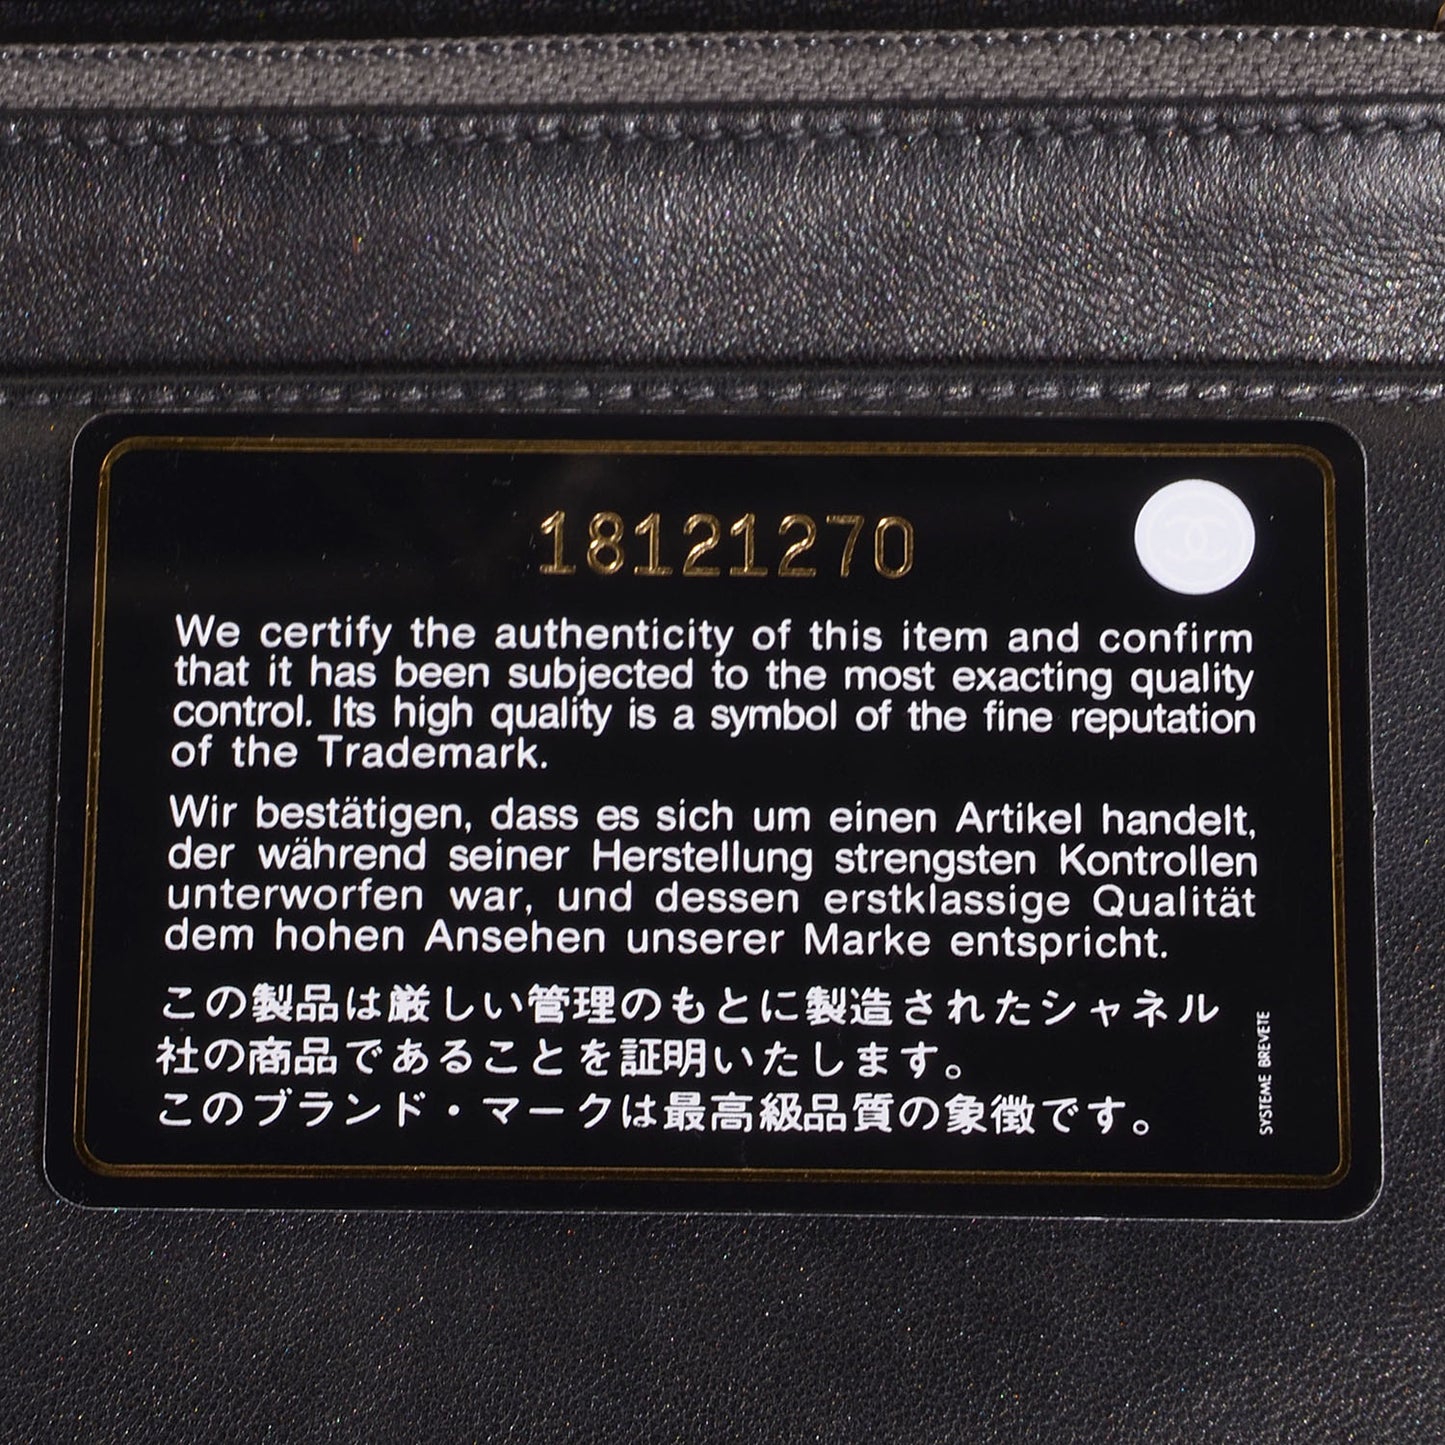 18121270
We certify the authenticity of this item and confirm
that it has been subjected to the most exacting quality
control. Its high quality is a symbol of the fine reputation
of the Trademark.
Wir bestätigen, dass es sich um einen Artikel handelt,
der während seiner Herstellung strengsten Kontrollen
unterworfen war, und dessen erstklassige Qualität
dem hohen Ansehen unserer Marke entspricht.
この製品は厳しい管理のもとに製造されたシャネル
社の商品であることを証明いたします。
このブランド・マークは最高級品質の象徴です。
SYSTEME BREVETE